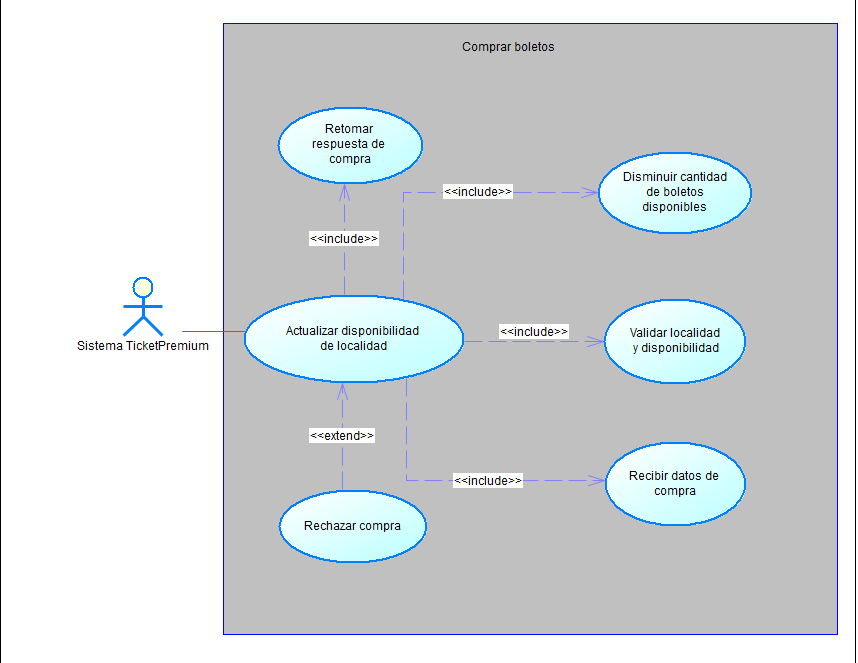 Comprar boletos
Retornar
respuesta de
compra
<<include>>
Disminuir cantidad
de boletos
disponibles
<<include>>
Sistema TicketPremium
Actualizar disponibilidad
de localidad
<<include>>
Validar localidad
y disponibilidad
<<extend>>
<<include>>
Recibir datos de
compra
Rechazar compra